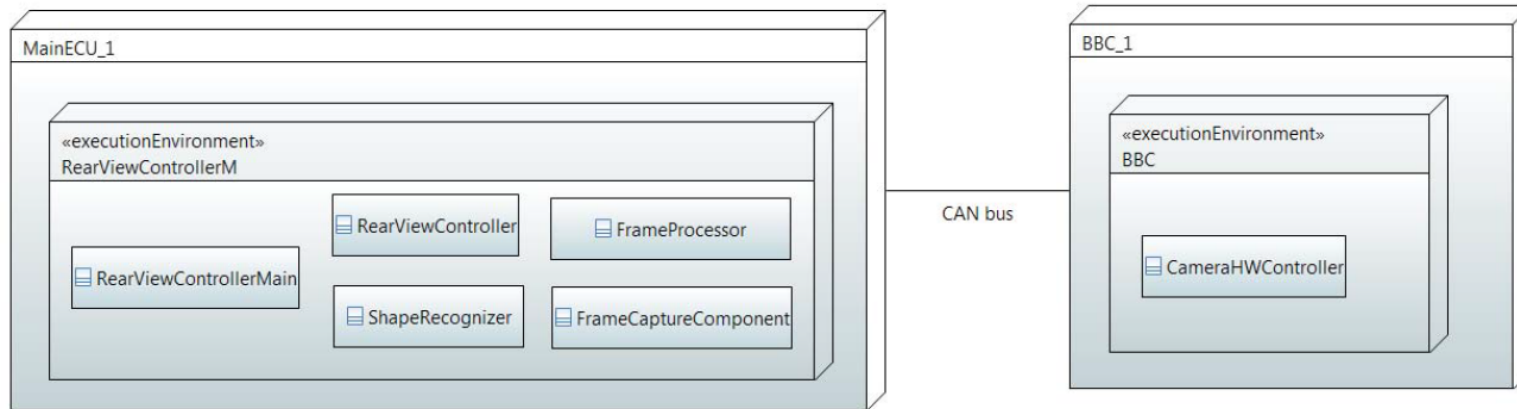 MainECU_1
«executionEnvironment»
RearViewControllerM
RearViewController
FrameProcessor
RearViewControllerMain
ShapeRecognizer
FrameCaptureComponent
CAN bus
BBC_1
«executionEnvironment»
BBC
CameraHWController